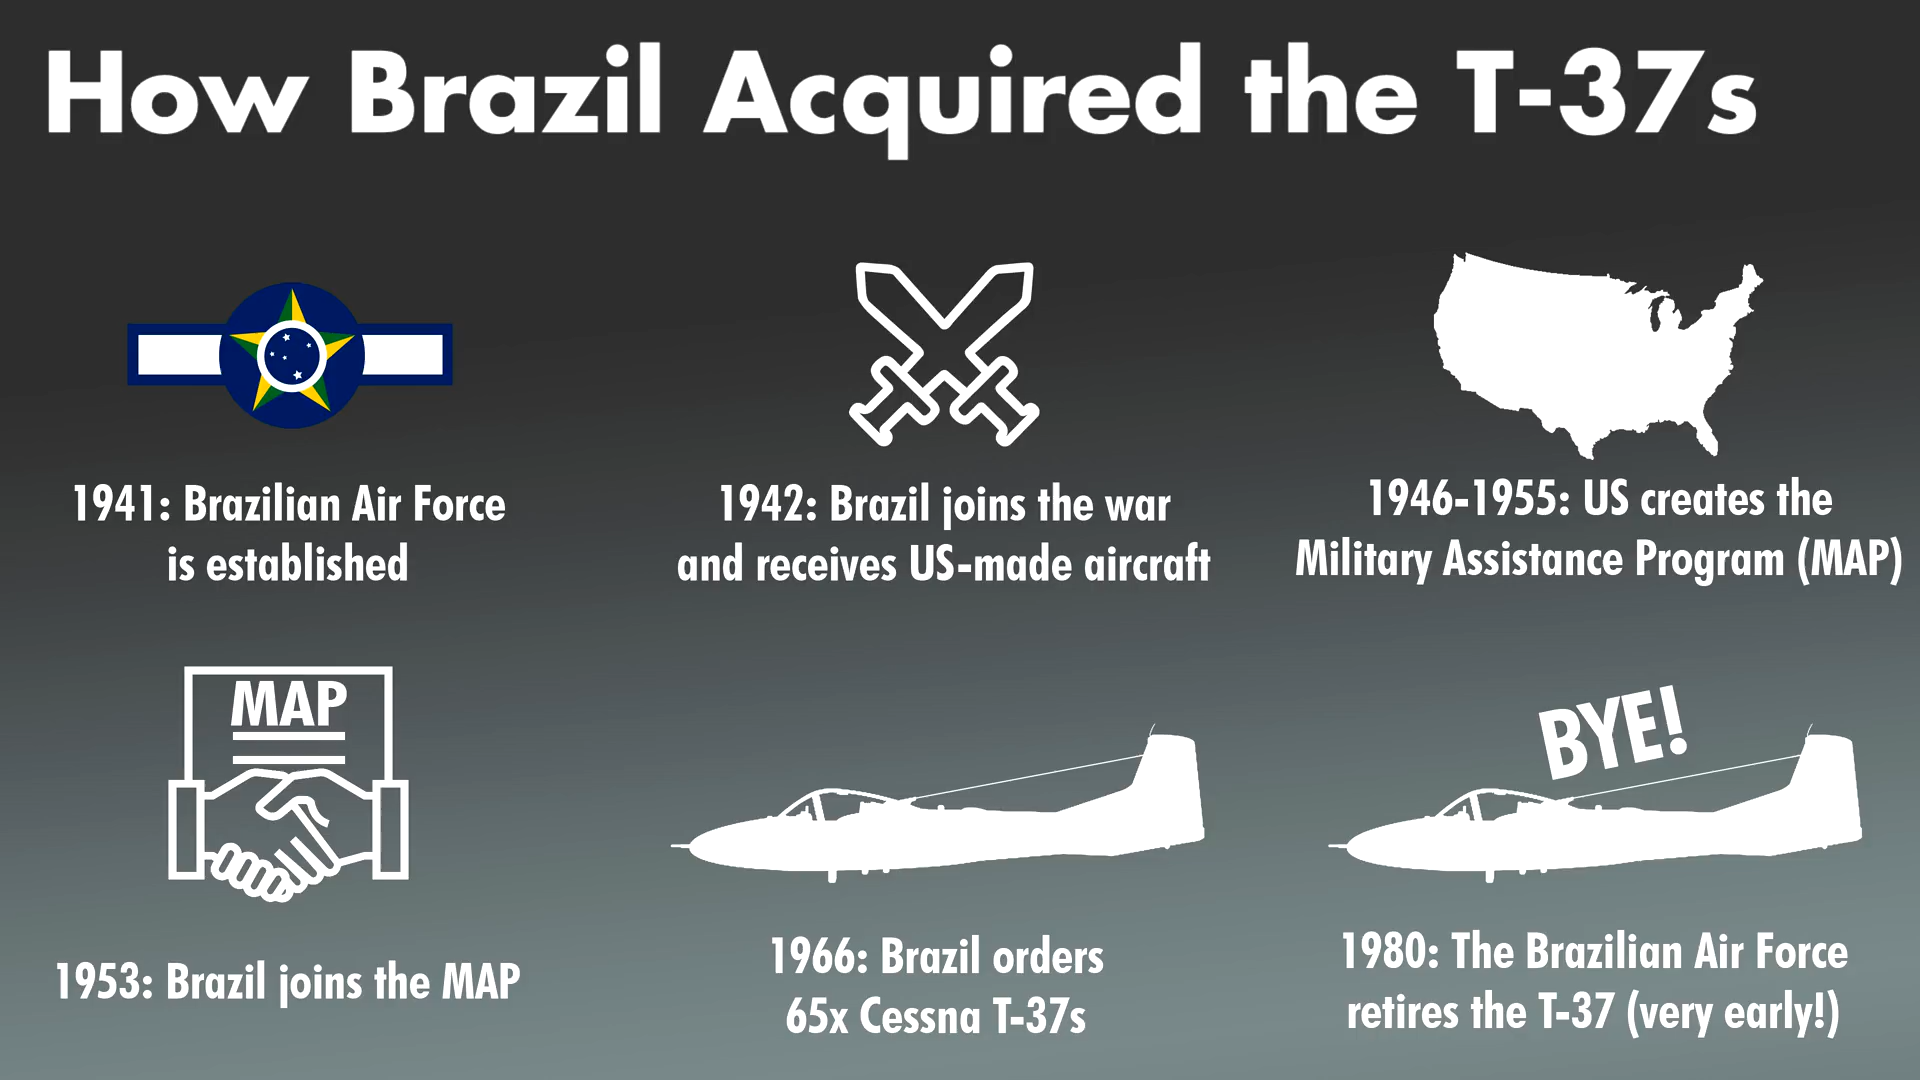 How Brazil Acquired the T-37s
1941: Brazilian Air Force
is established
1942: Brazil joins the war
and receives US-made aircraft
1946-1955: US creates the
Military Assistance Program (MAP)
MAP
1953: Brazil joins the MAP
1966: Brazil orders
65x Cessna T-37s
BYE!
1980: The Brazilian Air Force
retires the T-37 (very early!)